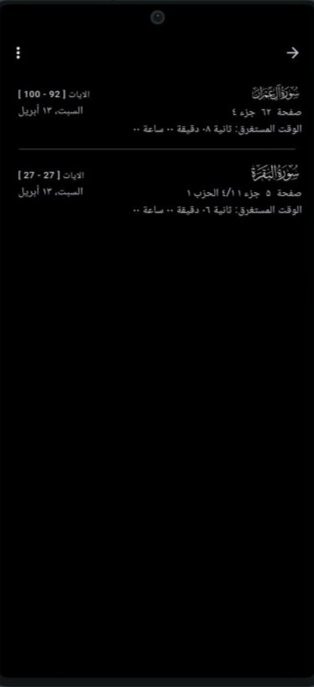 سورة آل عمران
الآيات [ 92 - 100 ]
صفحة ٦٢ جزء ٤
السبت، ١٣ أبريل
الوقت المستغرق: ثانية ٠٨ دقيقة ٠٠ ساعة ٠٠
سورة البقرة
الآيات [ 27 - 27 ]
صفحة ٥ جزء ١ ٤/١ الحزب ١
السبت، ١٣ أبريل
الوقت المستغرق: ثانية ٠٦ دقيقة ٠٠ ساعة ٠٠